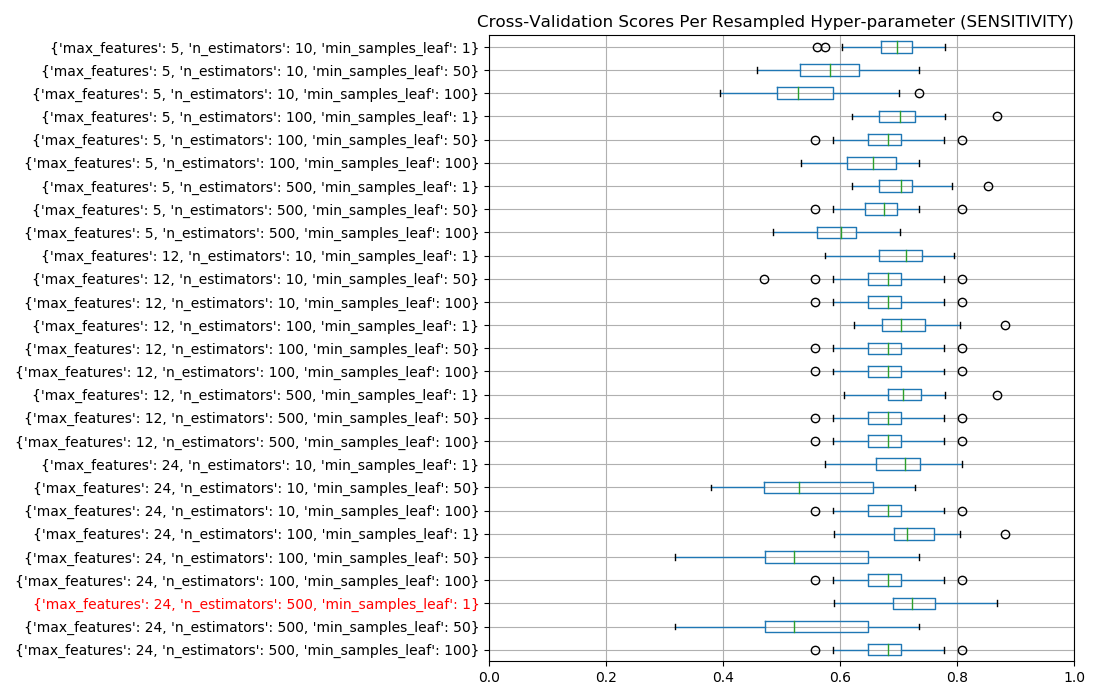 Cross-Validation Scores Per Resampled Hyper-parameter (SENSITIVITY)
{'max_features': 5, 'n_estimators': 10, 'min_samples_leaf': 1}
{'max_features': 5, 'n_estimators': 10, 'min_samples_leaf': 50}
{'max_features': 5, 'n_estimators': 10, 'min_samples_leaf': 100}
{'max_features': 5, 'n_estimators': 100, 'min_samples_leaf': 1}
{'max_features': 5, 'n_estimators': 100, 'min_samples_leaf': 50}
{'max_features': 5, 'n_estimators': 100, 'min_samples_leaf': 100}
{'max_features': 5, 'n_estimators': 500, 'min_samples_leaf': 1}
{'max_features': 5, 'n_estimators': 500, 'min_samples_leaf': 50}
{'max_features': 5, 'n_estimators': 500, 'min_samples_leaf': 100}
{'max_features': 12, 'n_estimators': 10, 'min_samples_leaf': 1}
{'max_features': 12, 'n_estimators': 10, 'min_samples_leaf': 50}
{'max_features': 12, 'n_estimators': 10, 'min_samples_leaf': 100}
{'max_features': 12, 'n_estimators': 100, 'min_samples_leaf': 1}
{'max_features': 12, 'n_estimators': 100, 'min_samples_leaf': 50}
{'max_features': 12, 'n_estimators': 100, 'min_samples_leaf': 100}
{'max_features': 12, 'n_estimators': 500, 'min_samples_leaf': 1}
{'max_features': 12, 'n_estimators': 500, 'min_samples_leaf': 50}
{'max_features': 12, 'n_estimators': 500, 'min_samples_leaf': 100}
{'max_features': 24, 'n_estimators': 10, 'min_samples_leaf': 1}
{'max_features': 24, 'n_estimators': 10, 'min_samples_leaf': 50}
{'max_features': 24, 'n_estimators': 10, 'min_samples_leaf': 100}
{'max_features': 24, 'n_estimators': 100, 'min_samples_leaf': 1}
{'max_features': 24, 'n_estimators': 100, 'min_samples_leaf': 50}
{'max_features': 24, 'n_estimators': 100, 'min_samples_leaf': 100}
{'max_features': 24, 'n_estimators': 500, 'min_samples_leaf': 1}
{'max_features': 24, 'n_estimators': 500, 'min_samples_leaf': 50}
{'max_features': 24, 'n_estimators': 500, 'min_samples_leaf': 100}
0.0 0.2 0.4 0.6 0.8 1.0